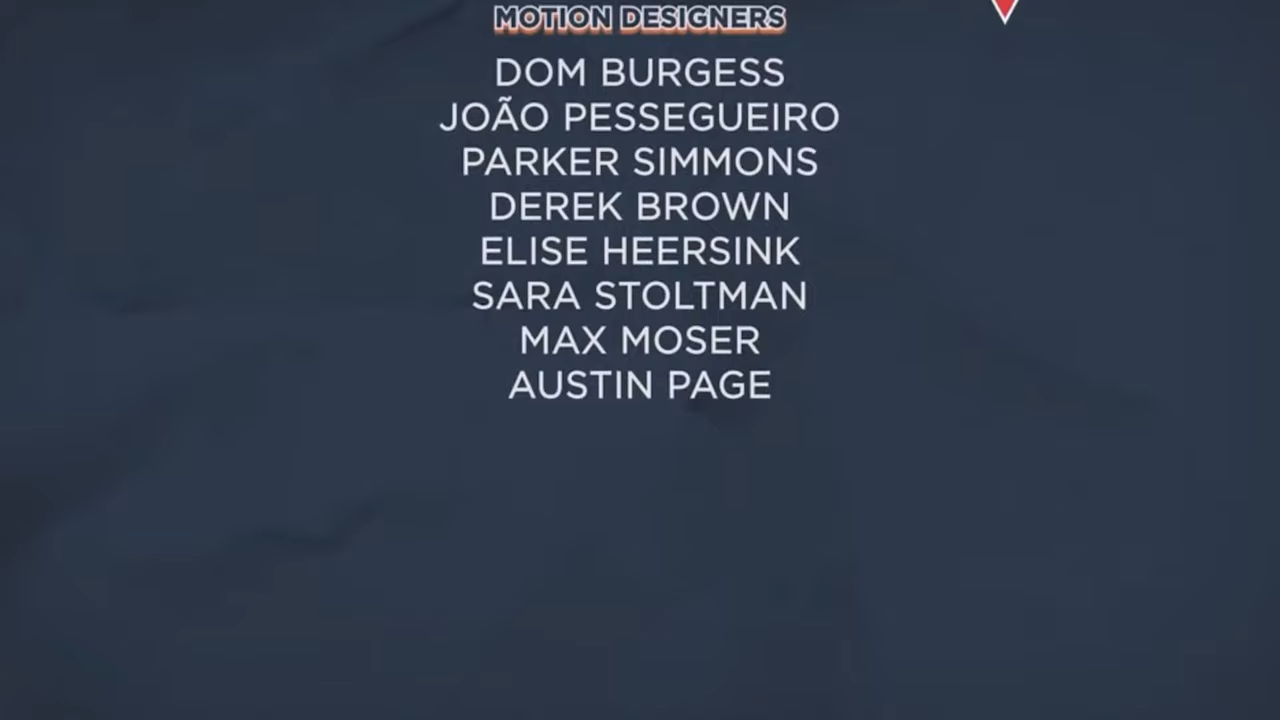 MOTION DESIGNERS
DOM BURGESS
JOÃO PESSEGUEIRO
PARKER SIMMONS
DEREK BROWN
ELISE HEERSINK
SARA STOLTMAN
MAX MOSER
AUSTIN PAGE